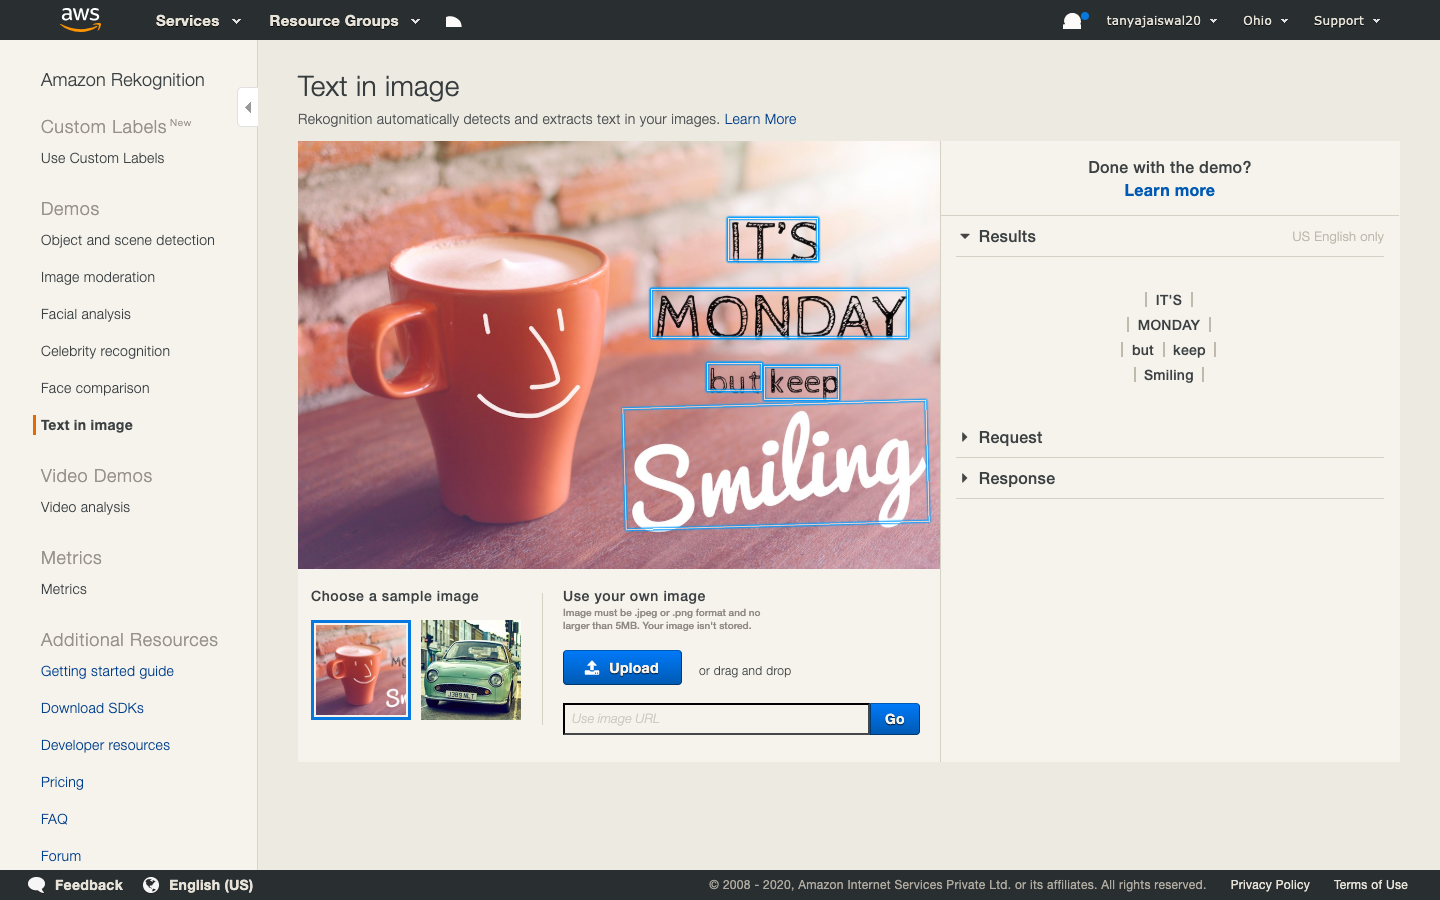 aws
Services
Resource Groups
tanyajaiswal20
Ohio
Support
Amazon Rekognition
Custom Labels New
Use Custom Labels
Demos
Object and scene detection
Image moderation
Facial analysis
Celebrity recognition
Face comparison
Text in image
Video Demos
Video analysis
Metrics
Metrics
Additional Resources
Getting started guide
Download SDKs
Developer resources
Pricing
FAQ
Forum
Text in image
Rekognition automatically detects and extracts text in your images. Learn More
IT'S
MONDAY
but keep
Smiling
Choose a sample image
MO
Sm
J389 NLT
Use your own image
Image must be .jpeg or .png format and no
larger than 5MB. Your image isn't stored.
Upload
or drag and drop
Use image URL
Go
Done with the demo?
Learn more
Results
US English only
| IT'S |
| MONDAY |
| but | keep |
| Smiling |
Request
Response
Feedback
English (US)
© 2008 - 2020, Amazon Internet Services Private Ltd. or its affiliates. All rights reserved.
Privacy Policy
Terms of Use